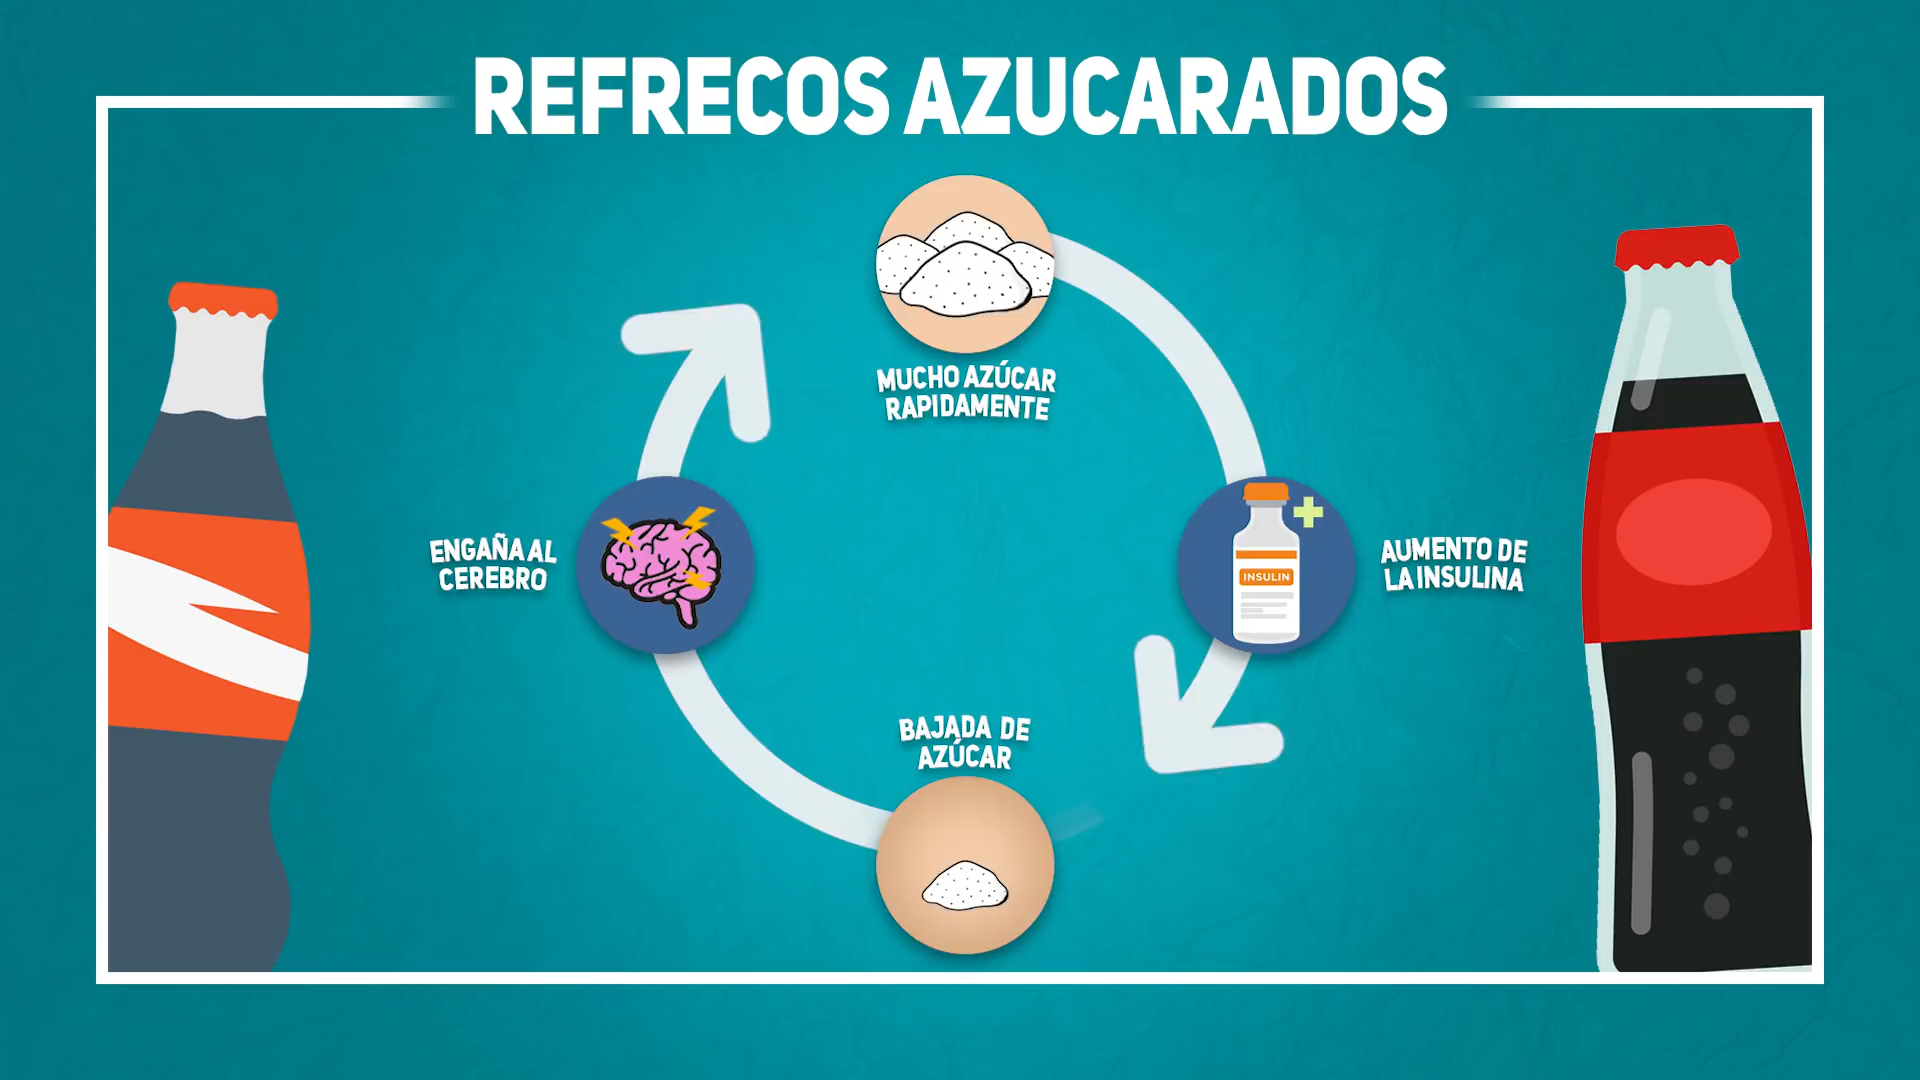 REFRECOS AZUCARADOS
MUCHO AZÚCAR
RAPIDAMENTE
ENGAÑA AL
CEREBRO
INSULIN
AUMENTO DE
LA INSULINA
BAJADA DE
AZÚCAR